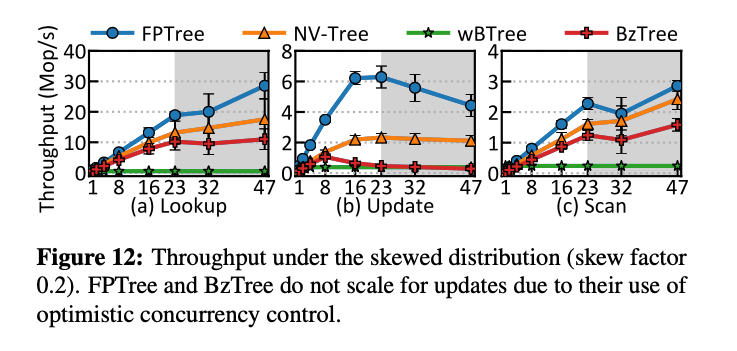 FPTree NV-Tree wBTree BzTree
Throughput (Mop/s)
40
30
20
10
0
1 8 16 23 32 47
(a) Lookup
8
6
4
2
0
1 8 16 23 32 47
(b) Update
4
3
2
1
0
1 8 16 23 32 47
(c) Scan
Figure 12: Throughput under the skewed distribution (skew factor
0.2). FPTree and BzTree do not scale for updates due to their use of
optimistic concurrency control.